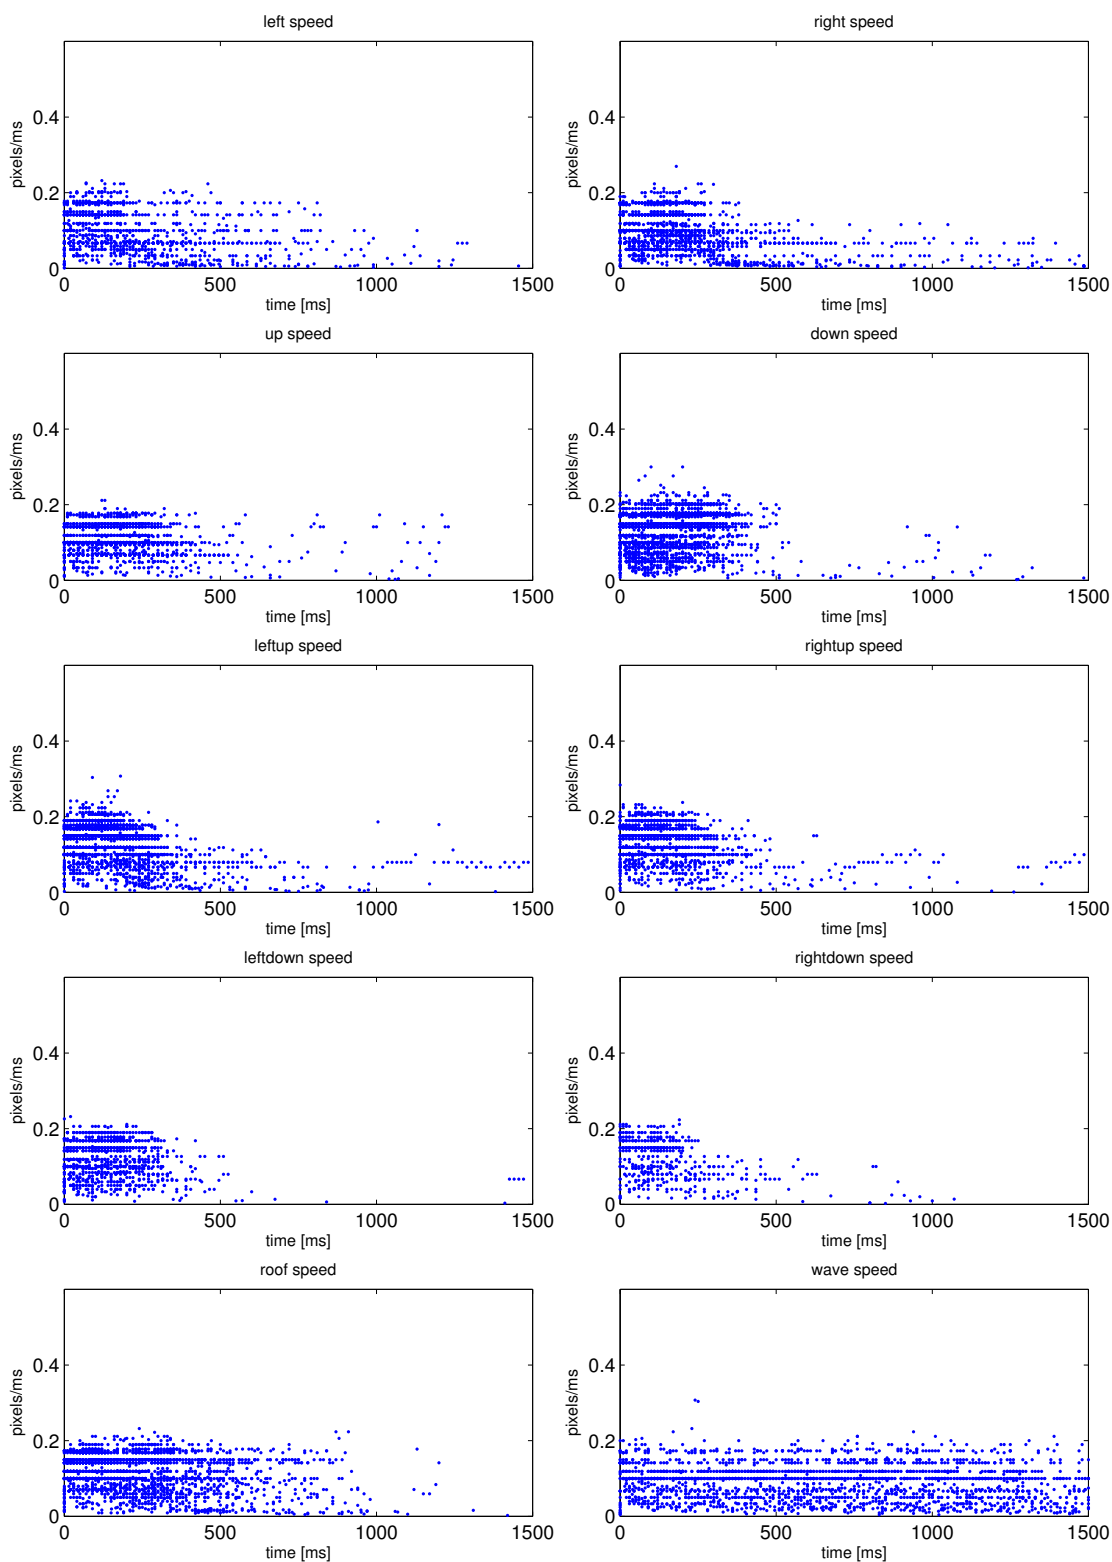 left speed
pixels/ms
0.4
0.2
0
0 500 1000 1500
time [ms]
right speed
pixels/ms
0.4
0.2
0
0 500 1000 1500
time [ms]
up speed
pixels/ms
0.4
0.2
0
0 500 1000 1500
time [ms]
down speed
pixels/ms
0.4
0.2
0
0 500 1000 1500
time [ms]
leftup speed
pixels/ms
0.4
0.2
0
0 500 1000 1500
time [ms]
rightup speed
pixels/ms
0.4
0.2
0
0 500 1000 1500
time [ms]
leftdown speed
pixels/ms
0.4
0.2
0
0 500 1000 1500
time [ms]
rightdown speed
pixels/ms
0.4
0.2
0
0 500 1000 1500
time [ms]
roof speed
pixels/ms
0.4
0.2
0
0 500 1000 1500
time [ms]
wave speed
pixels/ms
0.4
0.2
0
0 500 1000 1500
time [ms]